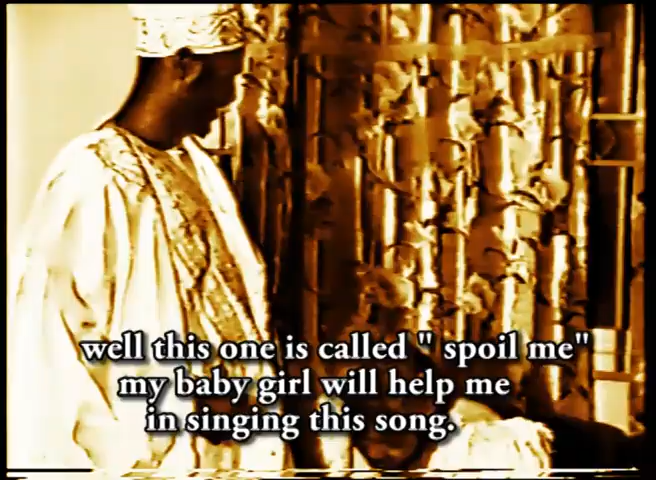 well this one is called " spoil me"
my baby girl will help me
in singing this song.